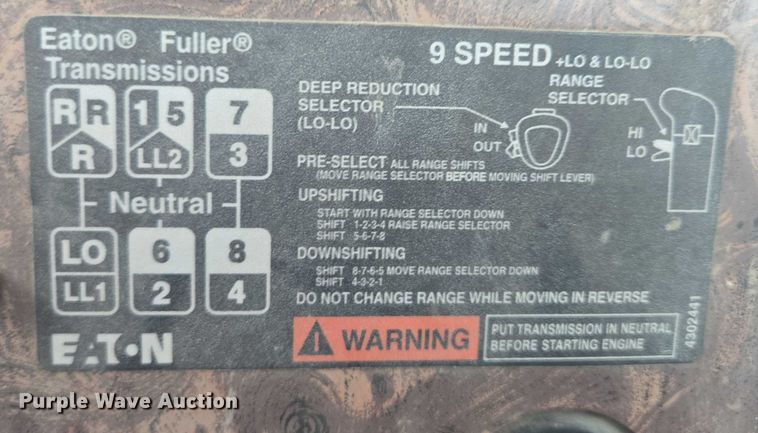 Eaton® Fuller®
Transmissions
R R
R
1 5
LL2
7
3
Neutral
LO
LL1
6
2
8
4
EATON
9 SPEED +LO & LO-LO
DEEP REDUCTION
SELECTOR
(LO-LO)
IN
OUT
RANGE
SELECTOR
HI
LO
PRE-SELECT ALL RANGE SHIFTS
(MOVE RANGE SELECTOR BEFORE MOVING SHIFT LEVER)
UPSHIFTING
START WITH RANGE SELECTOR DOWN
SHIFT 1-2-3-4 RAISE RANGE SELECTOR
SHIFT 5-6-7-8
DOWNSHIFTING
SHIFT 8-7-6-5 MOVE RANGE SELECTOR DOWN
SHIFT 4-3-2-1
DO NOT CHANGE RANGE WHILE MOVING IN REVERSE
! WARNING
PUT TRANSMISSION IN NEUTRAL
BEFORE STARTING ENGINE
4302441
Purple Wave Auction